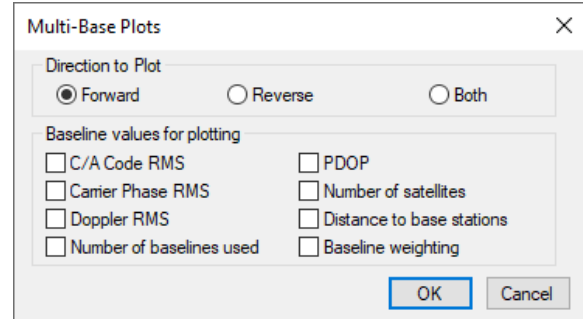 Multi-Base Plots
Direction to Plot
Forward Reverse Both
Baseline values for plotting
C/A Code RMS PDOP
Carrier Phase RMS Number of satellites
Doppler RMS Distance to base stations
Number of baselines used Baseline weighting
OK Cancel